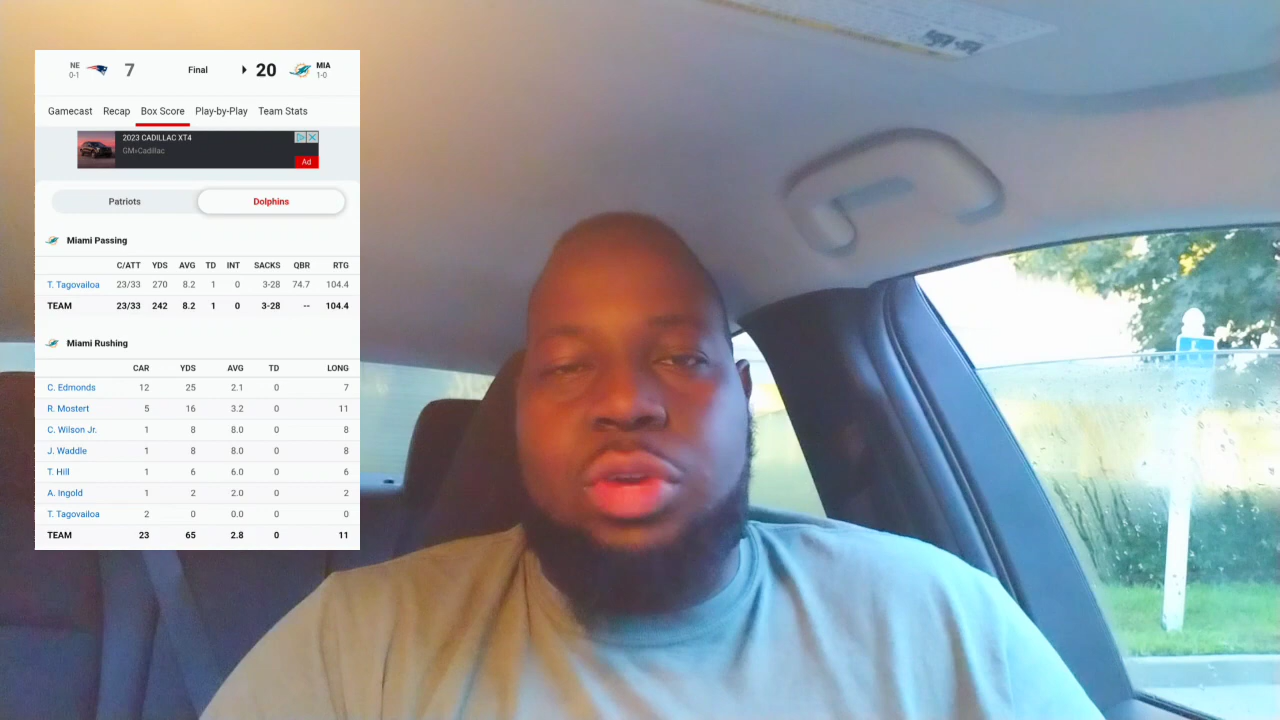 NE 7 Final 20 MIA
0-1 1-0
Gamecast Recap Box Score Play-by-Play Team Stats
2023 CADILLAC XT4
GM•Cadillac
Ad
Patriots Dolphins
Miami Passing
C/ATT YDS AVG TD INT SACKS QBR RTG
T. Tagovailoa 23/33 270 8.2 1 0 3-28 74.7 104.4
TEAM 23/33 242 8.2 1 0 3-28 -- 104.4
Miami Rushing
CAR YDS AVG TD LONG
C. Edmonds 12 25 2.1 0 7
R. Mostert 5 16 3.2 0 11
C. Wilson Jr. 1 8 8.0 0 8
J. Waddle 1 8 8.0 0 8
T. Hill 1 6 6.0 0 6
A. Ingold 1 2 2.0 0 2
T. Tagovailoa 2 0 0.0 0 0
TEAM 23 65 2.8 0 11